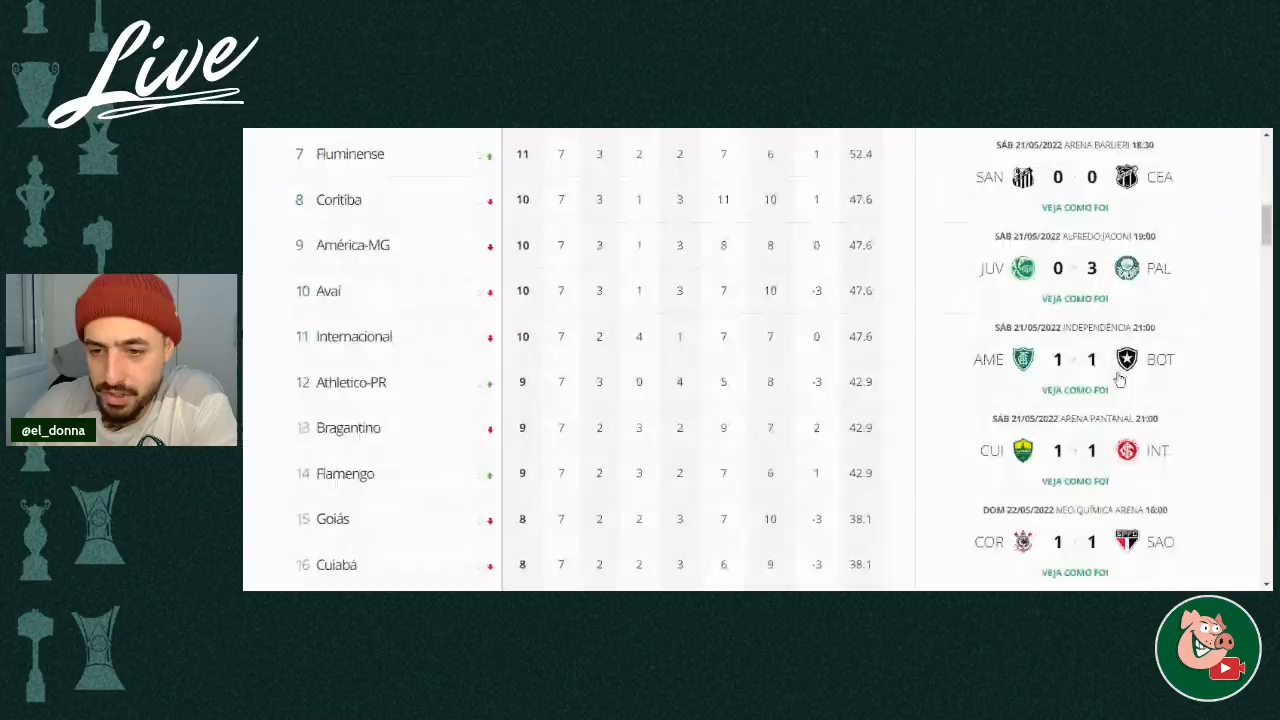 Live
7 Fluminense 11 7 3 2 2 7 6 1 52.4
8 Coritiba 10 7 3 1 3 11 10 1 47.6
9 América-MG 10 7 3 1 3 8 8 0 47.6
10 Avaí 10 7 3 1 3 7 10 -3 47.6
11 Internacional 10 7 2 4 1 7 7 0 47.6
12 Athletico-PR 9 7 3 0 4 5 8 -3 42.9
13 Bragantino 9 7 2 3 2 9 7 2 42.9
14 Flamengo 9 7 2 3 2 7 6 1 42.9
15 Goiás 8 7 2 2 3 7 10 -3 38.1
16 Cuiabá 8 7 2 2 3 6 9 -3 38.1
SÁB 21/05/2022 ARENA BARUERI 18:30
SAN 0 0 CEA
VEJA COMO FOI
SÁB 21/05/2022 ALFREDO JACONI 19:00
JUV 0 3 PAL
VEJA COMO FOI
SÁB 21/05/2022 INDEPENDÊNCIA 21:00
AME 1 1 BOT
VEJA COMO FOI
SÁB 21/05/2022 ARENA PANTANAL 21:00
CUI 1 1 INT
VEJA COMO FOI
DOM 22/05/2022 NEO QUÍMICA ARENA 16:00
COR 1 1 SAO
VEJA COMO FOI
@el_donna